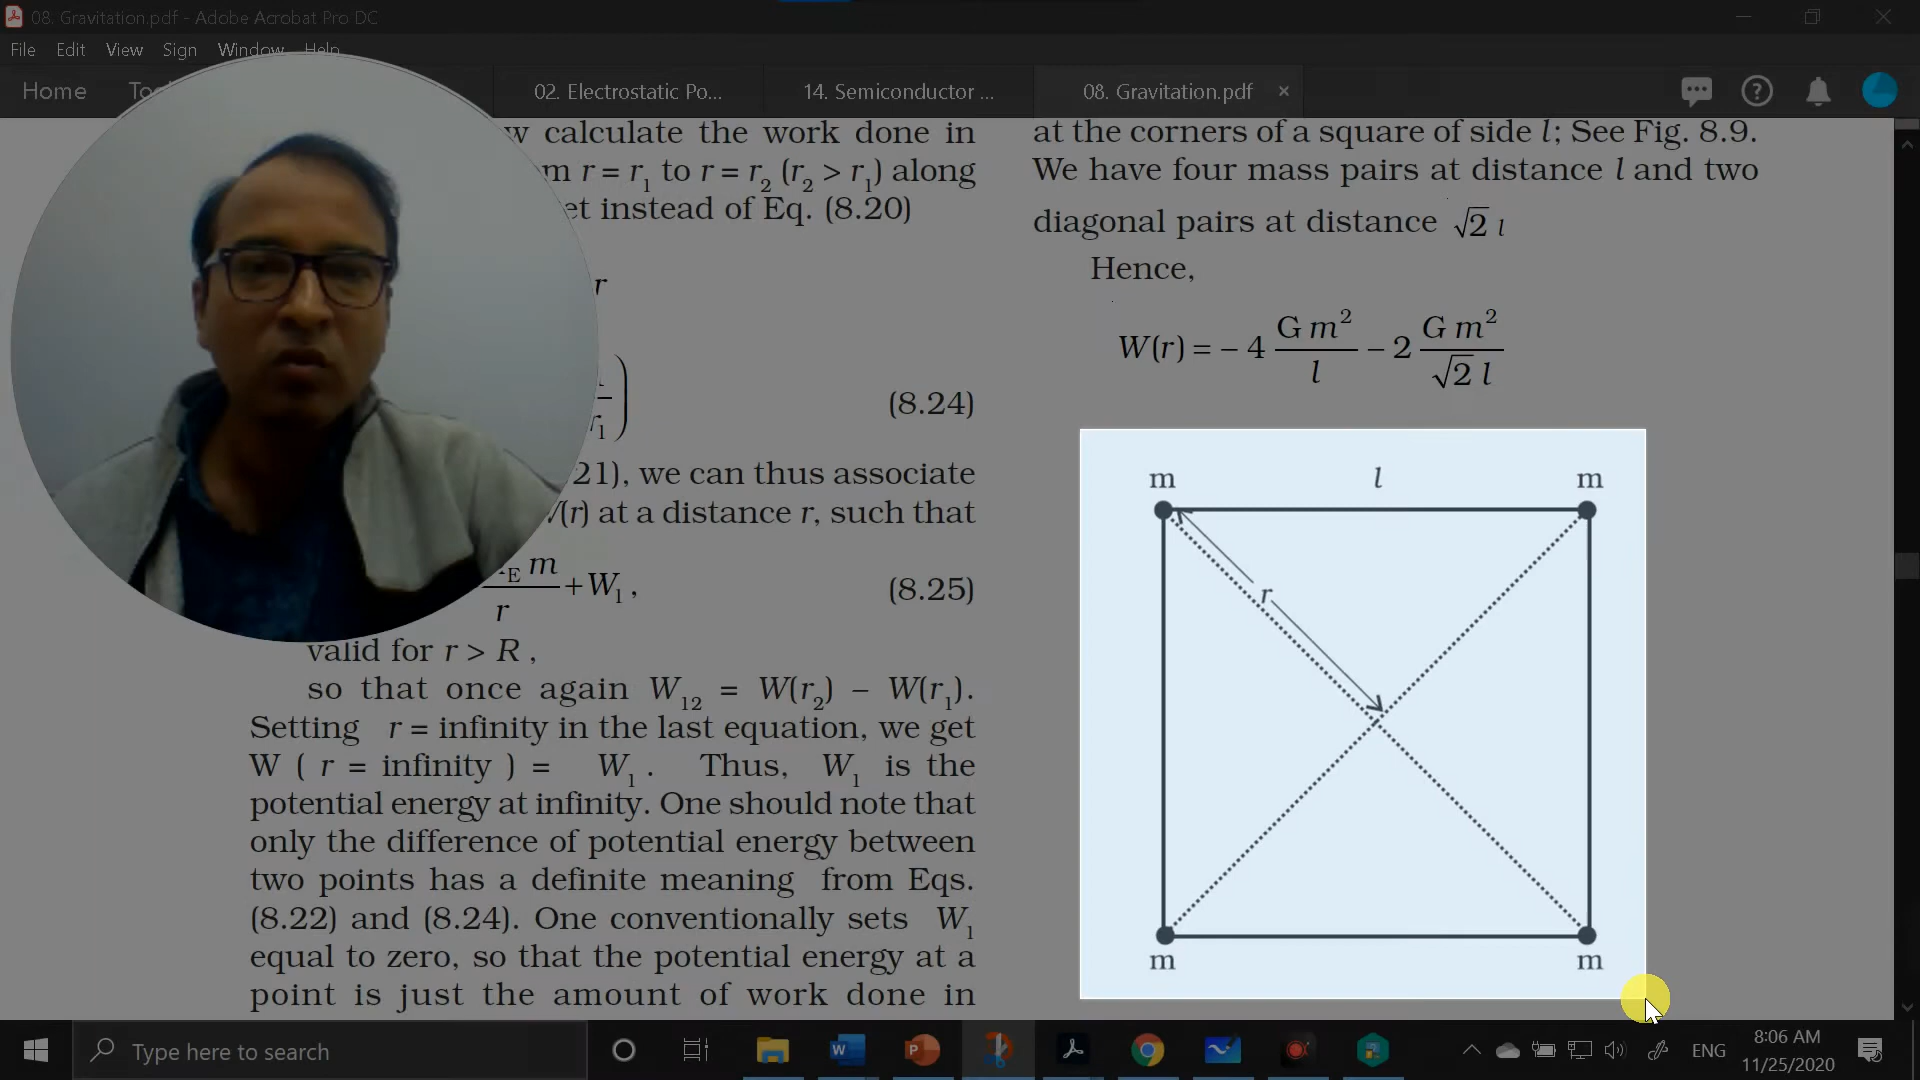 08. Gravitation.pdf - Adobe Acrobat Pro DC
File Edit View Sign Window Help
Home
02. Electrostatic Po...
14. Semiconductor ...
08. Gravitation.pdf ×
calculate the work done in
r = r₁ to r = r₂ (r₂ > r₁) along
instead of Eq. (8.20)
r
r₁)
(8.24)
21), we can thus associate
(r) at a distance r, such that
E m / r + W₁ ,
(8.25)
valid for r > R ,
so that once again W₁₂ = W(r₂) – W(r₁).
Setting r = infinity in the last equation, we get
W ( r = infinity ) = W₁ . Thus, W₁ is the
potential energy at infinity. One should note that
only the difference of potential energy between
two points has a definite meaning from Eqs.
(8.22) and (8.24). One conventionally sets W₁
equal to zero, so that the potential energy at a
point is just the amount of work done in
at the corners of a square of side l; See Fig. 8.9.
We have four mass pairs at distance l and two
diagonal pairs at distance √2 l
Hence,
W(r) = – 4 G m² / l – 2 G m² / √2 l
m l m
r
m m
Type here to search
ENG
8:06 AM
11/25/2020